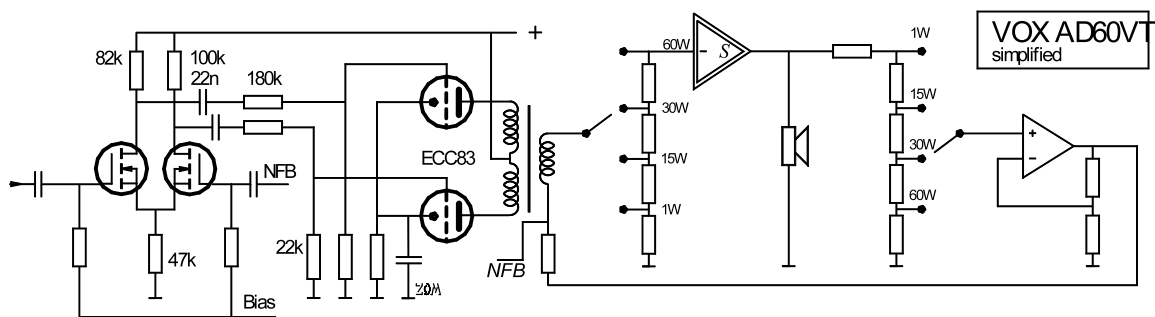 VOX AD60VT
simplified
82k
100k
22n
180k
+
60W
S
1W
30W
15W
15W
30W
ECC83
NFB
1W
60W
47k
22k
NFB
Bias